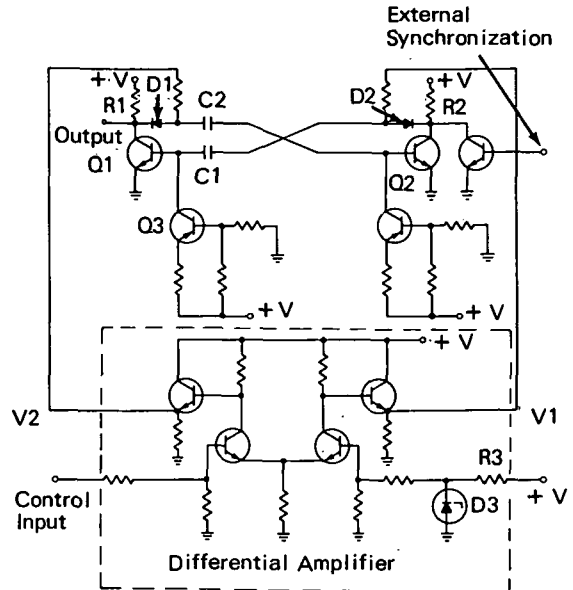 External
Synchronization
+ V
D1
R1
C2
D2
+ V
R2
Output
Q1
C1
Q2
Q3
+ V
+ V
+ V
V2
V1
R3
Control
Input
D3
+ V
Differential Amplifier